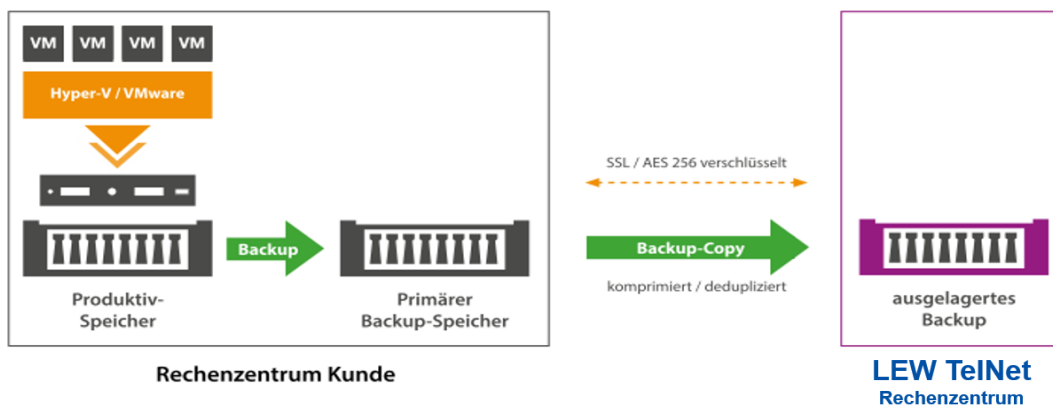 VM VM VM VM
Hyper-V / VMware
SSL / AES 256 verschlüsselt
Backup
Backup-Copy
komprimiert / dedupliziert
Produktiv-
Speicher
Primärer
Backup-Speicher
ausgelagertes
Backup
Rechenzentrum Kunde
LEW TelNet
Rechenzentrum